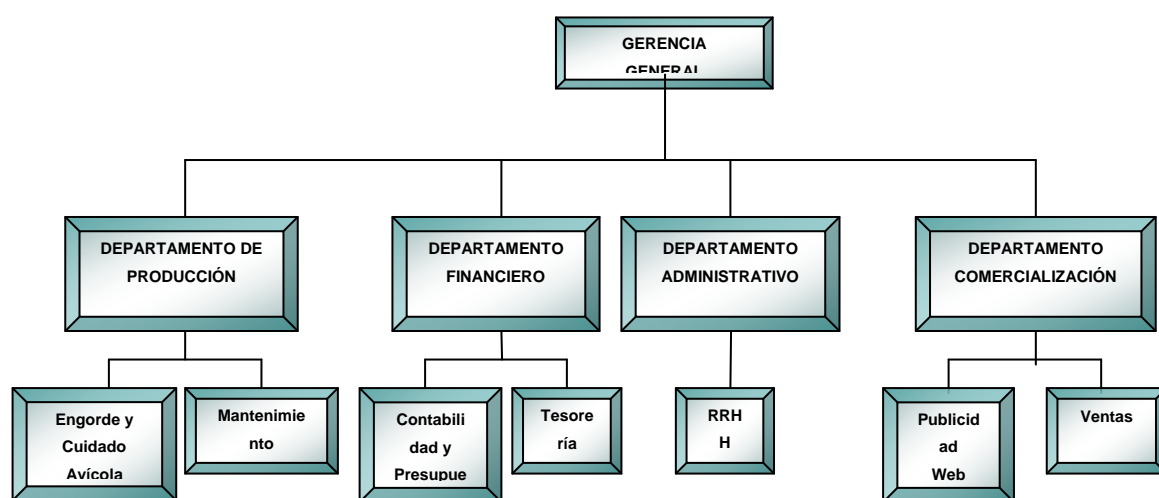 GERENCIA
GENERAL
DEPARTAMENTO DE
PRODUCCIÓN
DEPARTAMENTO
FINANCIERO
DEPARTAMENTO
ADMINISTRATIVO
DEPARTAMENTO
COMERCIALIZACIÓN
Engorde y
Cuidado
Avícola
Mantenimie
nto
Contabili
dad y
Presupue
Tesore
ría
RRH
H
Publicid
ad
Web
Ventas